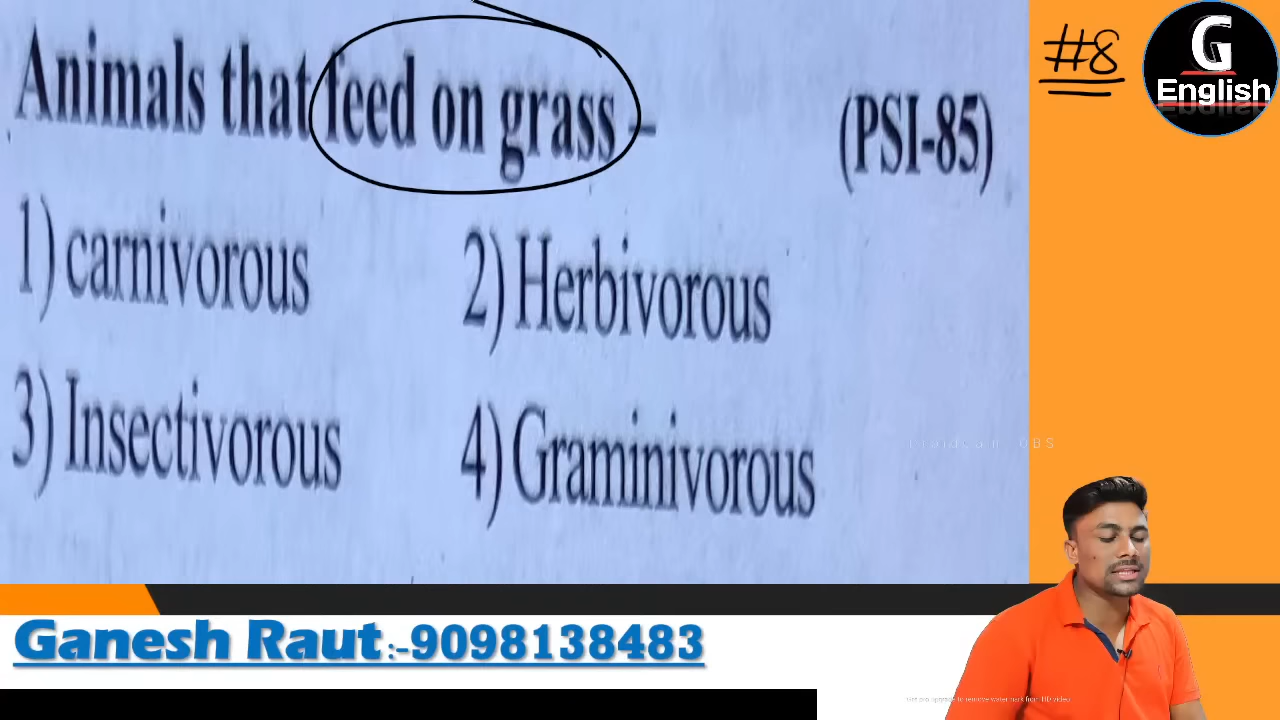 Animals that feed on grass – (PSI-85)
#8
G
English
1) carnivorous 2) Herbivorous
3) Insectivorous 4) Graminivorous
Ganesh Raut:-9098138483